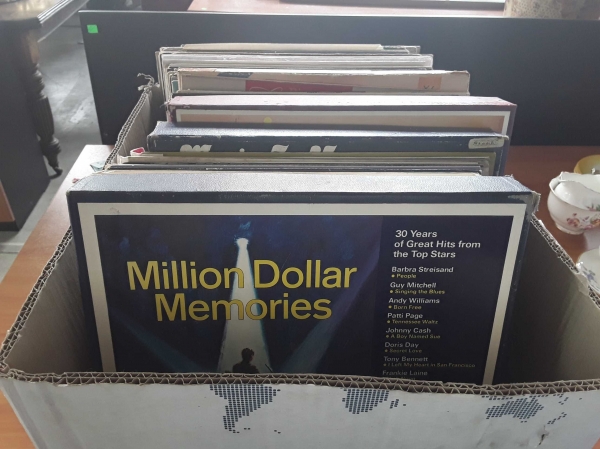 Million Dollar
Memories
30 Years
of Great Hits from
the Top Stars
Barbra Streisand
• People
Guy Mitchell
• Singing the Blues
Andy Williams
• Born Free
Patti Page
• Tennessee Waltz
Johnny Cash
• A Boy Named Sue
Doris Day
• Secret Love
Tony Bennett
• I Left My Heart in San Francisco
Frankie Laine